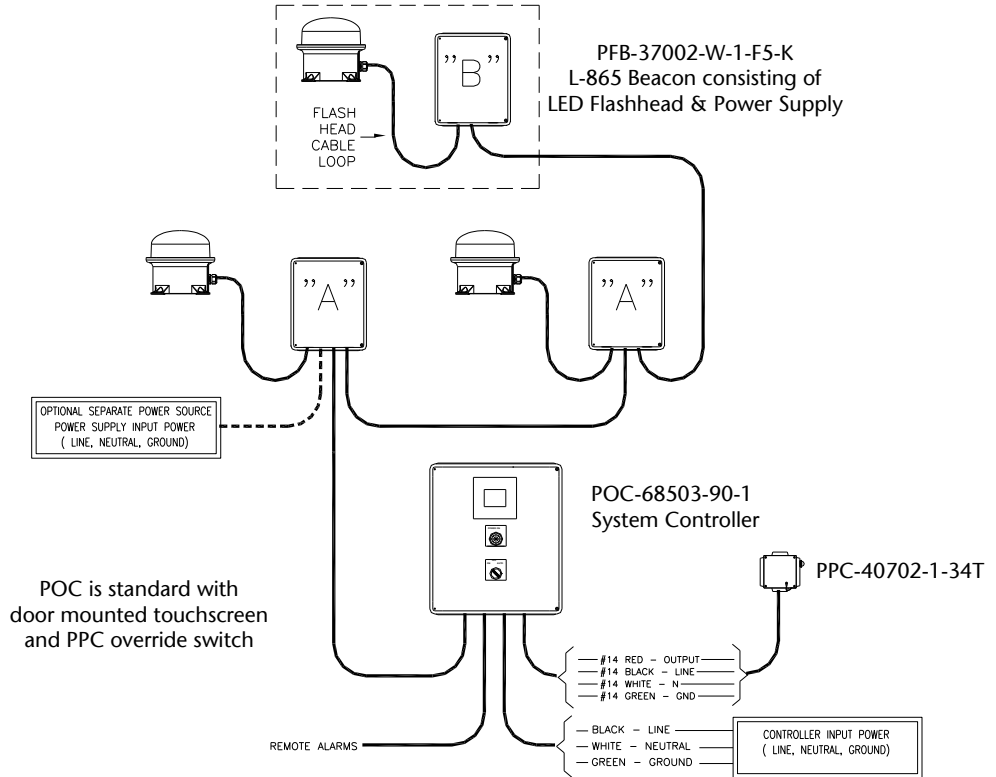 "B"
PFB-37002-W-1-F5-K
L-865 Beacon consisting of
LED Flashhead & Power Supply
FLASH
HEAD
CABLE
LOOP
"A"
"A"
OPTIONAL SEPARATE POWER SOURCE
POWER SUPPLY INPUT POWER
( LINE, NEUTRAL, GROUND)
POC-68503-90-1
System Controller
PPC-40702-1-34T
POC is standard with
door mounted touchscreen
and PPC override switch
#14 RED - OUTPUT
#14 BLACK - LINE
#14 WHITE - N
#14 GREEN - GND
REMOTE ALARMS
BLACK - LINE
WHITE - NEUTRAL
GREEN - GROUND
CONTROLLER INPUT POWER
( LINE, NEUTRAL, GROUND)